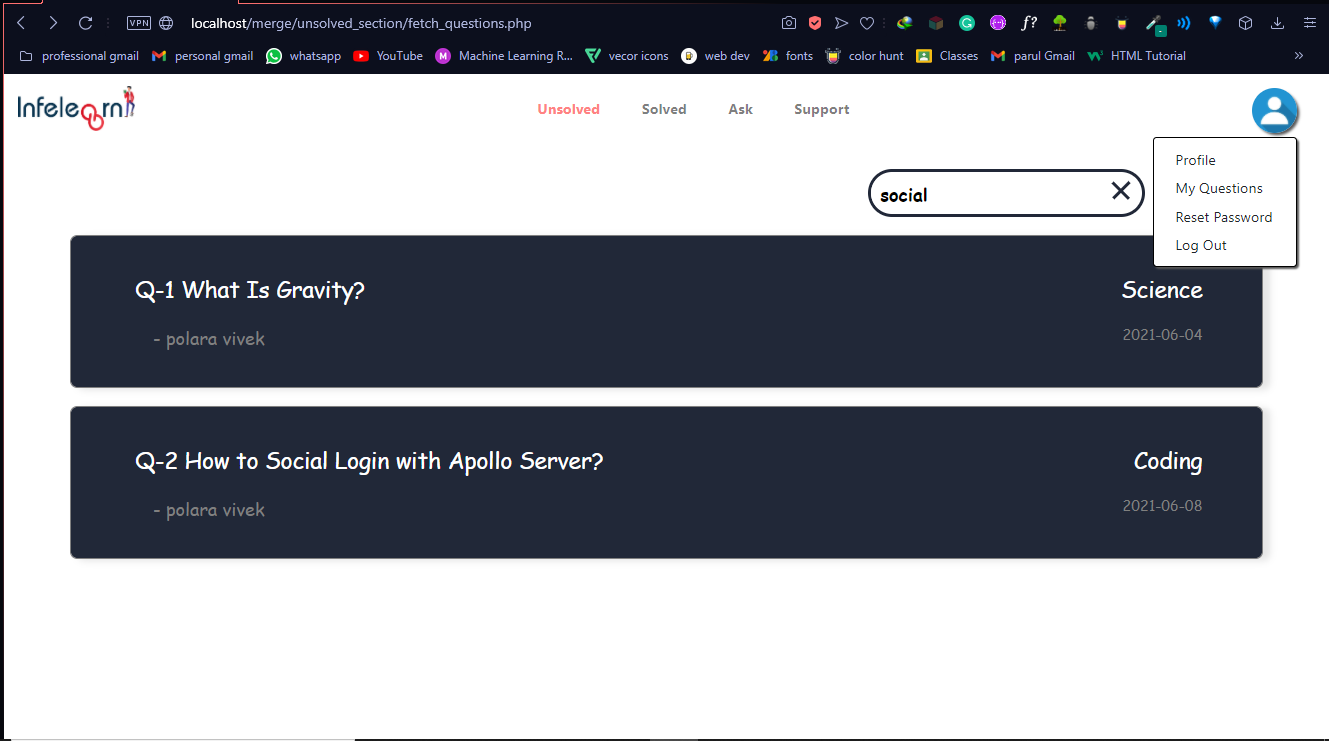 VPN localhost/merge/unsolved_section/fetch_questions.php
professional gmail personal gmail whatsapp YouTube Machine Learning R... vecor icons web dev fonts color hunt Classes parul Gmail HTML Tutorial »
Infelearn Unsolved Solved Ask Support
Profile
My Questions
social
Reset Password
Log Out
Q-1 What Is Gravity? Science
- polara vivek 2021-06-04
Q-2 How to Social Login with Apollo Server? Coding
- polara vivek 2021-06-08